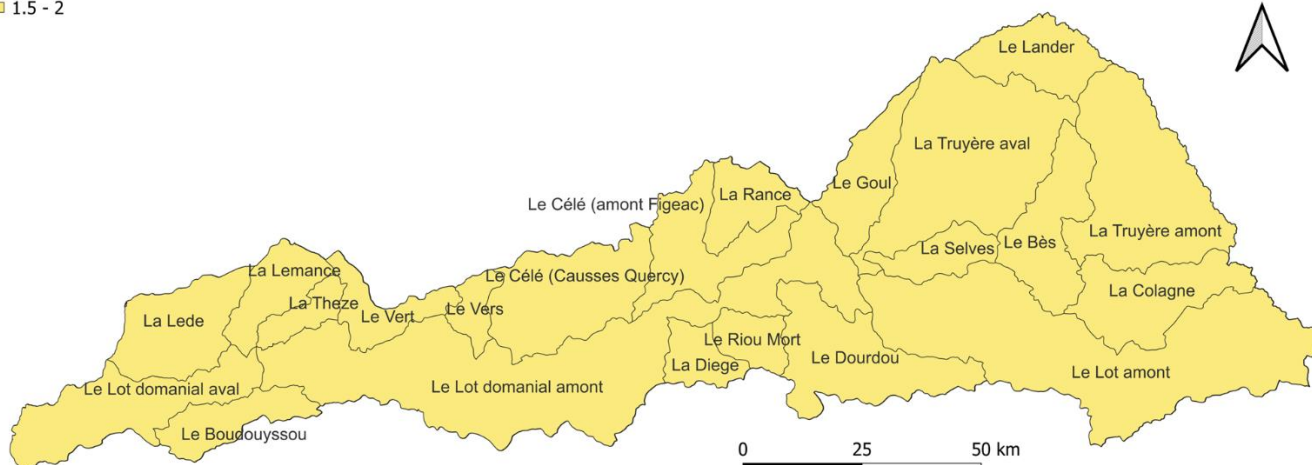 1.5 - 2
Le Lander
La Truyère aval
Le Goul
La Rance
Le Célé (amont Figeac)
La Truyère amont
Le Bès
La Selves
La Lemance
Le Célé (Causses Quercy)
La Colagne
La Theze
Le Vers
Le Vert
La Lede
Le Riou Mort
Le Dourdou
La Diege
Le Lot amont
Le Lot domanial aval
Le Lot domanial amont
Le Boudouyssou
0 25 50 km